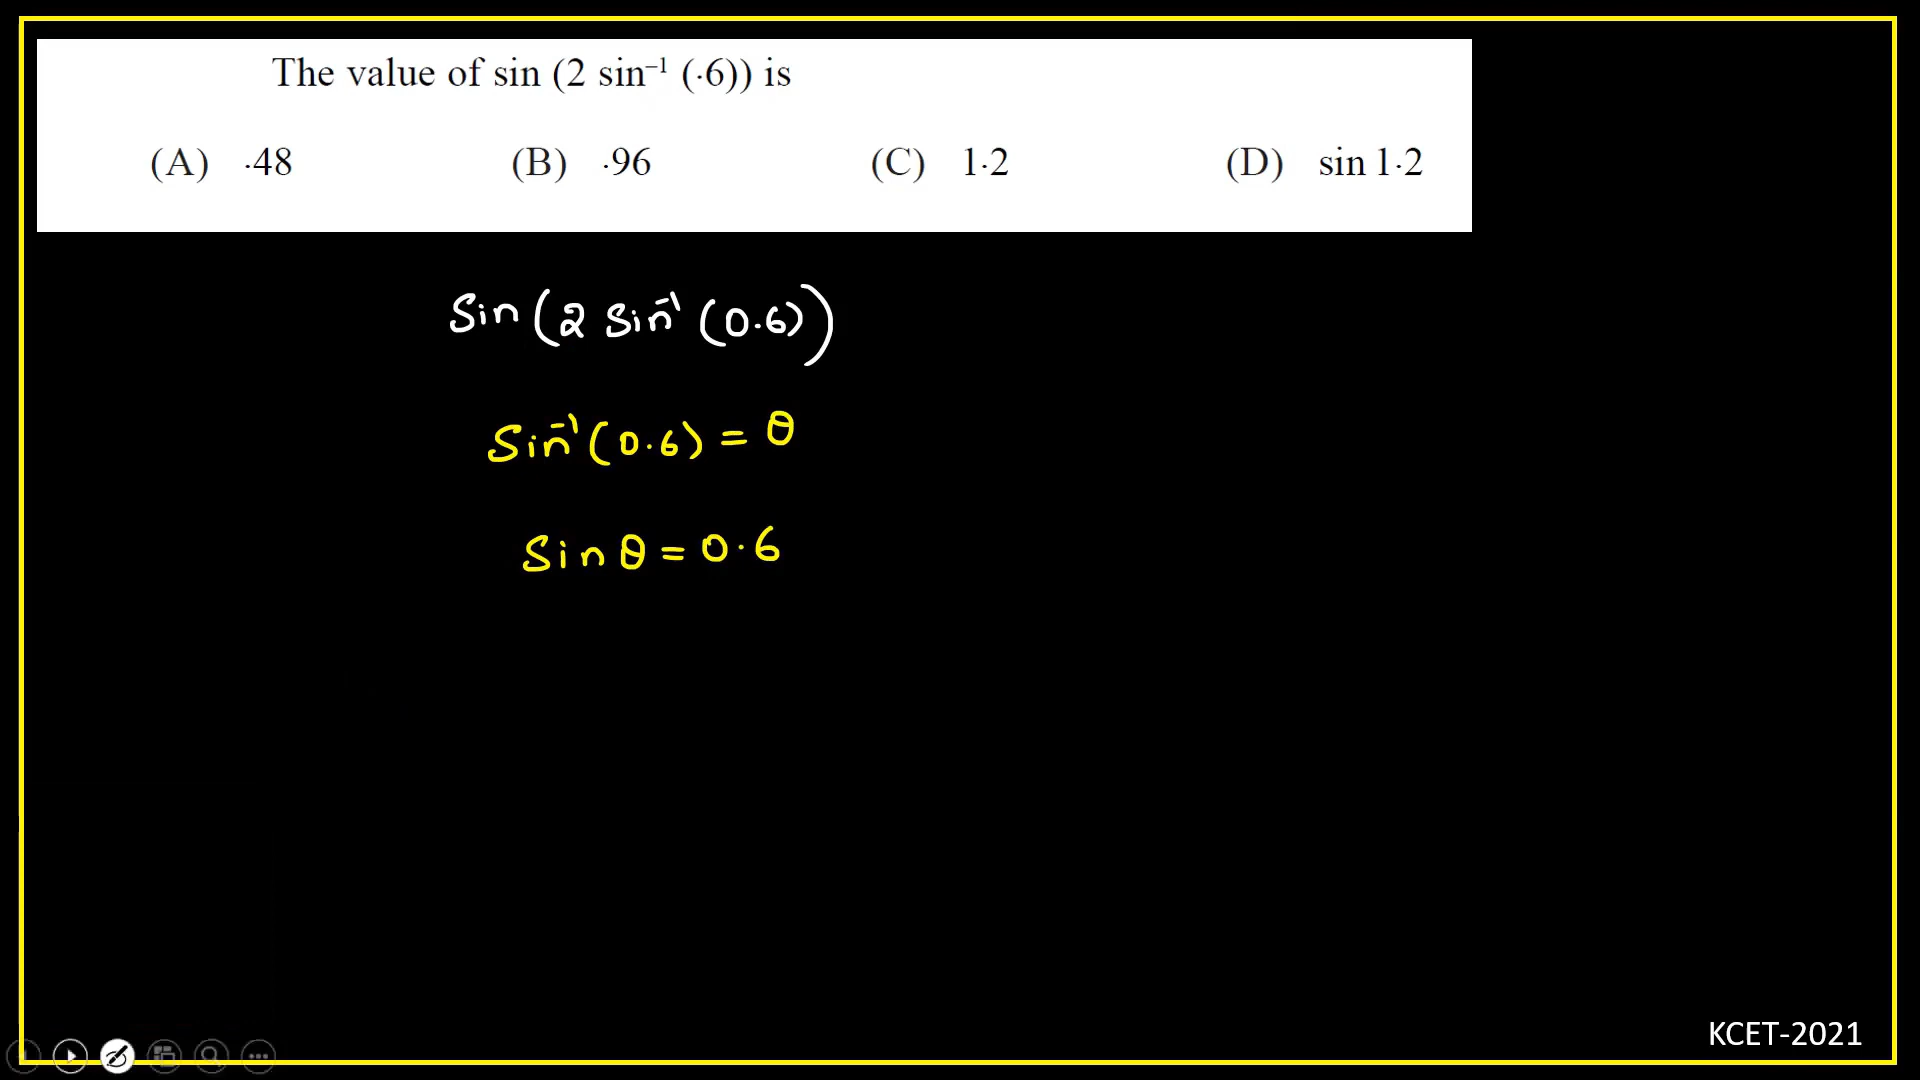 The value of sin (2 sin⁻¹ (·6)) is
(A) ·48 (B) ·96 (C) 1·2 (D) sin 1·2
Sin (2 Sin⁻¹ (0.6))
Sin⁻¹ (0.6) = θ
Sin θ = 0.6
KCET-2021